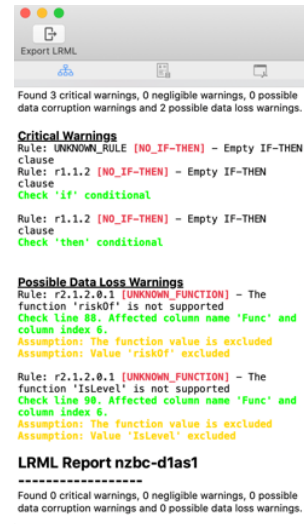 Export LRML
Found 3 critical warnings, 0 negligible warnings, 0 possible
data corruption warnings and 2 possible data loss warnings.
Critical Warnings
Rule: UNKNOWN_RULE [NO_IF-THEN] – Empty IF-THEN
clause
Rule: r1.1.2 [NO_IF-THEN] – Empty IF-THEN
clause
Check 'if' conditional
Rule: r1.1.2 [NO_IF-THEN] – Empty IF-THEN
clause
Check 'then' conditional
Possible Data Loss Warnings
Rule: r2.1.2.0.1 [UNKNOWN_FUNCTION] – The
function 'riskOf' is not supported
Check line 88. Affected column name 'Func' and
column index 6.
Assumption: The function value is excluded
Assumption: Value 'riskOf' excluded
Rule: r2.1.2.0.1 [UNKNOWN_FUNCTION] – The
function 'IsLevel' is not supported
Check line 90. Affected column name 'Func' and
column index 6.
Assumption: The function value is excluded
Assumption: Value 'IsLevel' excluded
LRML Report nzbc-d1as1
------------------
Found 0 critical warnings, 0 negligible warnings, 0 possible
data corruption warnings and 0 possible data loss warnings.